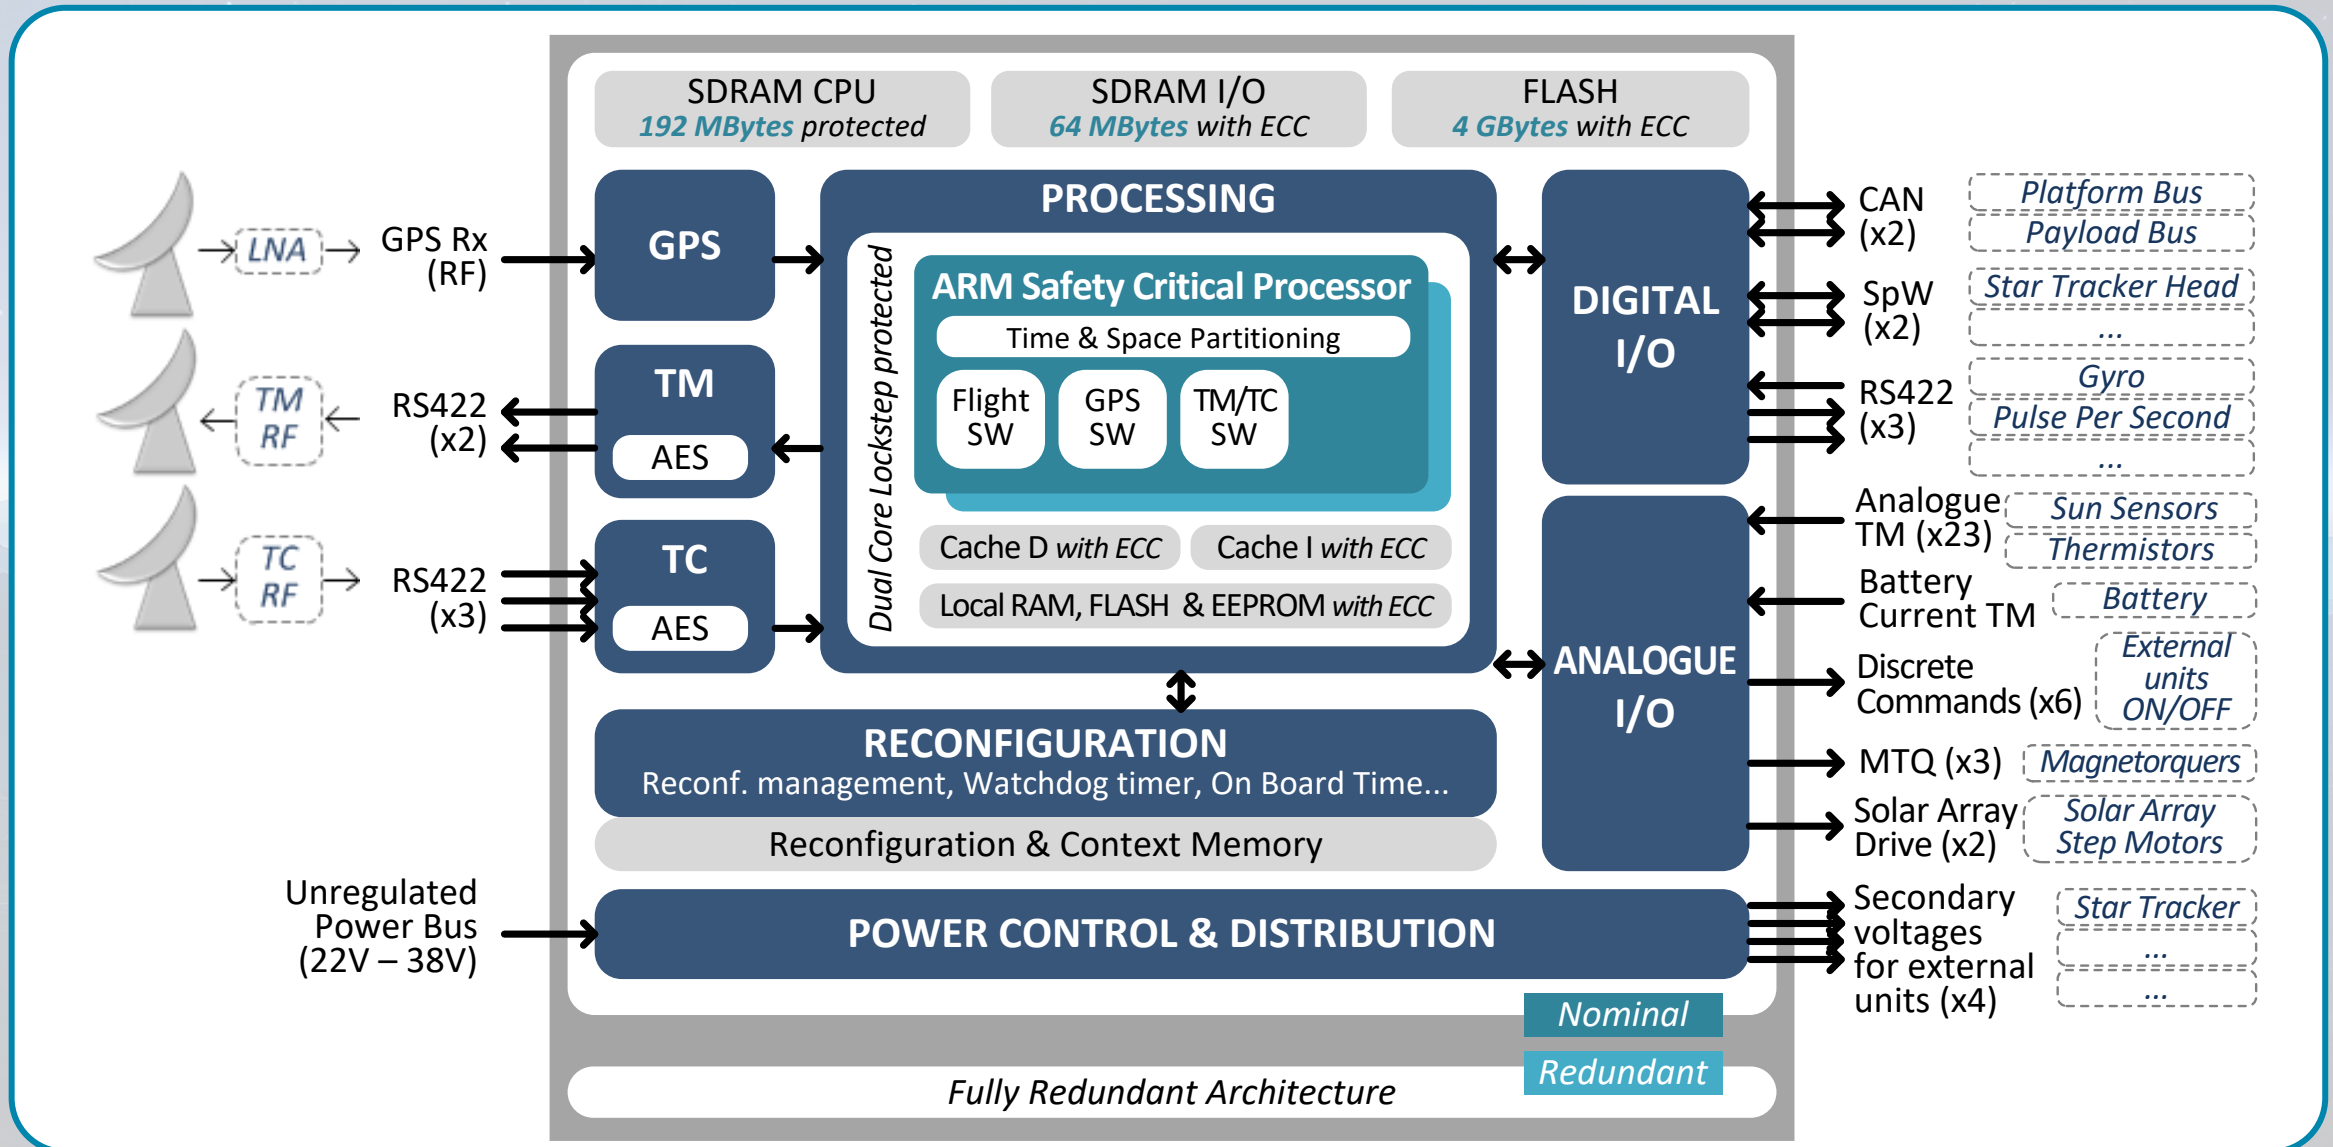 SDRAM CPU
192 MBytes protected
SDRAM I/O
64 MBytes with ECC
FLASH
4 GBytes with ECC
LNA
GPS Rx
(RF)
GPS
TM
RF
RS422
(x2)
TM
AES
TC
RF
RS422
(x3)
TC
AES
PROCESSING
Dual Core Lockstep protected
ARM Safety Critical Processor
Time & Space Partitioning
Flight
SW
GPS
SW
TM/TC
SW
Cache D with ECC
Cache I with ECC
Local RAM, FLASH & EEPROM with ECC
RECONFIGURATION
Reconf. management, Watchdog timer, On Board Time...
Reconfiguration & Context Memory
Unregulated
Power Bus
(22V – 38V)
POWER CONTROL & DISTRIBUTION
DIGITAL
I/O
CAN
(x2)
Platform Bus
Payload Bus
SpW
(x2)
Star Tracker Head
...
RS422
(x3)
Gyro
Pulse Per Second
...
ANALOGUE
I/O
Analogue
TM (x23)
Sun Sensors
Thermistors
Battery
Current TM
Battery
Discrete
Commands (x6)
External
units
ON/OFF
MTQ (x3)
Magnetorquers
Solar Array
Drive (x2)
Solar Array
Step Motors
Secondary
voltages
for external
units (x4)
Star Tracker
...
...
Nominal
Redundant
Fully Redundant Architecture